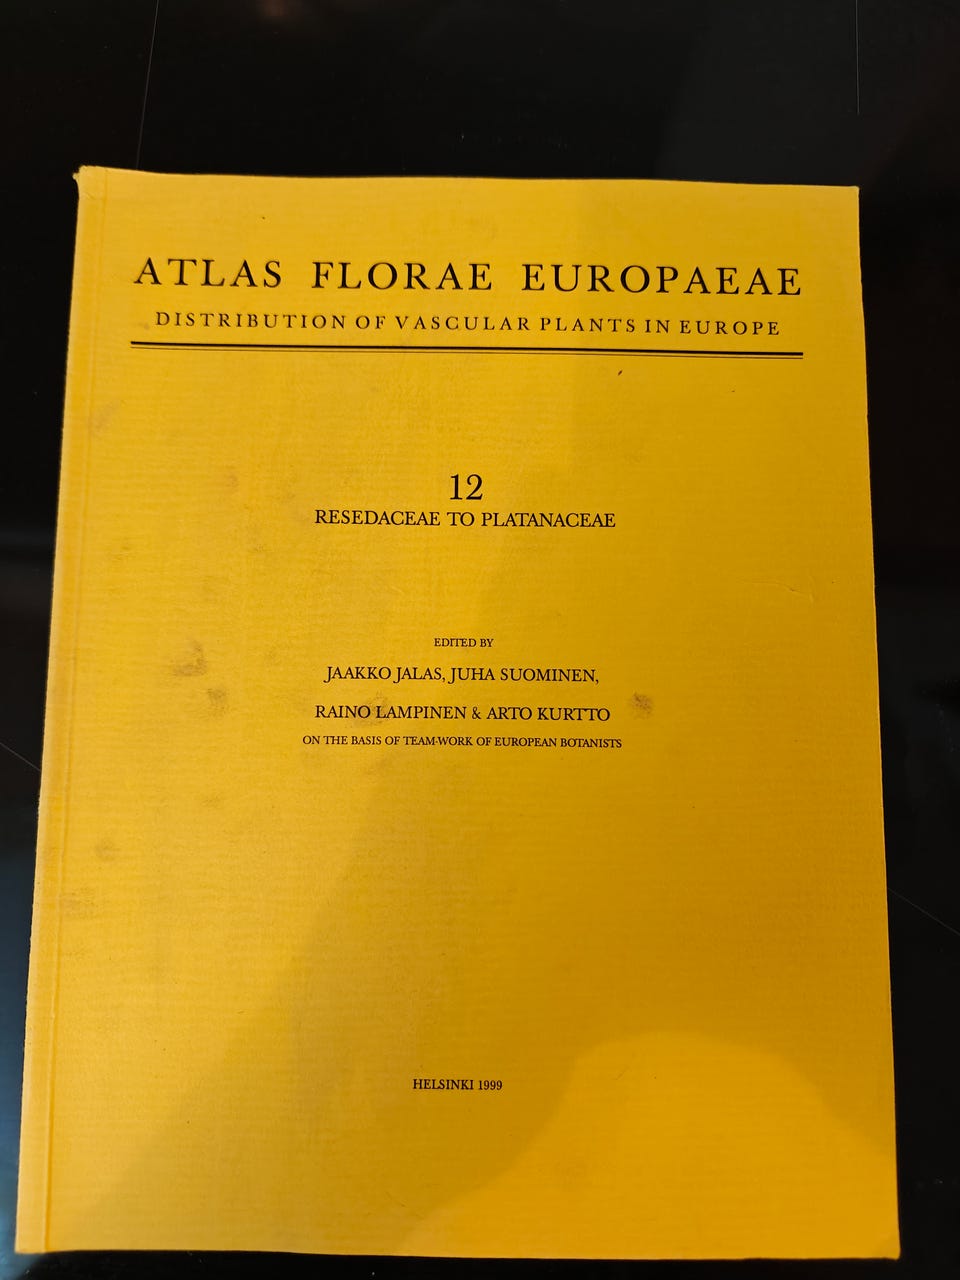 ATLAS FLORAE EUROPAEAE
DISTRIBUTION OF VASCULAR PLANTS IN EUROPE
12
RESEDACEAE TO PLATANACEAE
EDITED BY
JAAKKO JALAS, JUHA SUOMINEN,
RAINO LAMPINEN & ARTO KURTTO
ON THE BASIS OF TEAM-WORK OF EUROPEAN BOTANISTS
HELSINKI 1999